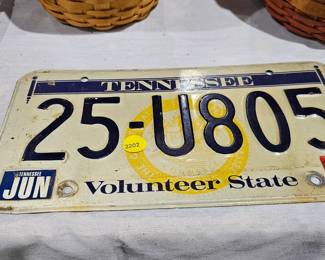 TENNESSEE
25-U805
2202
TENNESSEE
JUN
Volunteer State